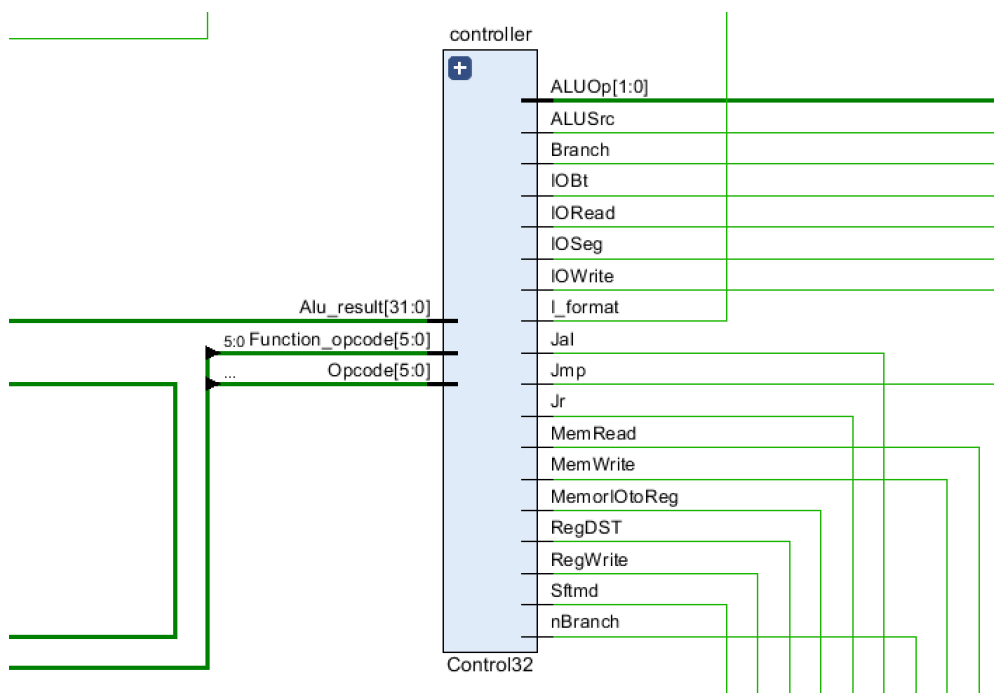 controller
ALUOp[1:0]
ALUSrc
Branch
IOBt
IORead
IOSeg
IOWrite
Alu_result[31:0]
I_format
5:0 Function_opcode[5:0]
Jal
... Opcode[5:0]
Jmp
Jr
MemRead
MemWrite
MemorIOtoReg
RegDST
RegWrite
Sftmd
nBranch
Control32